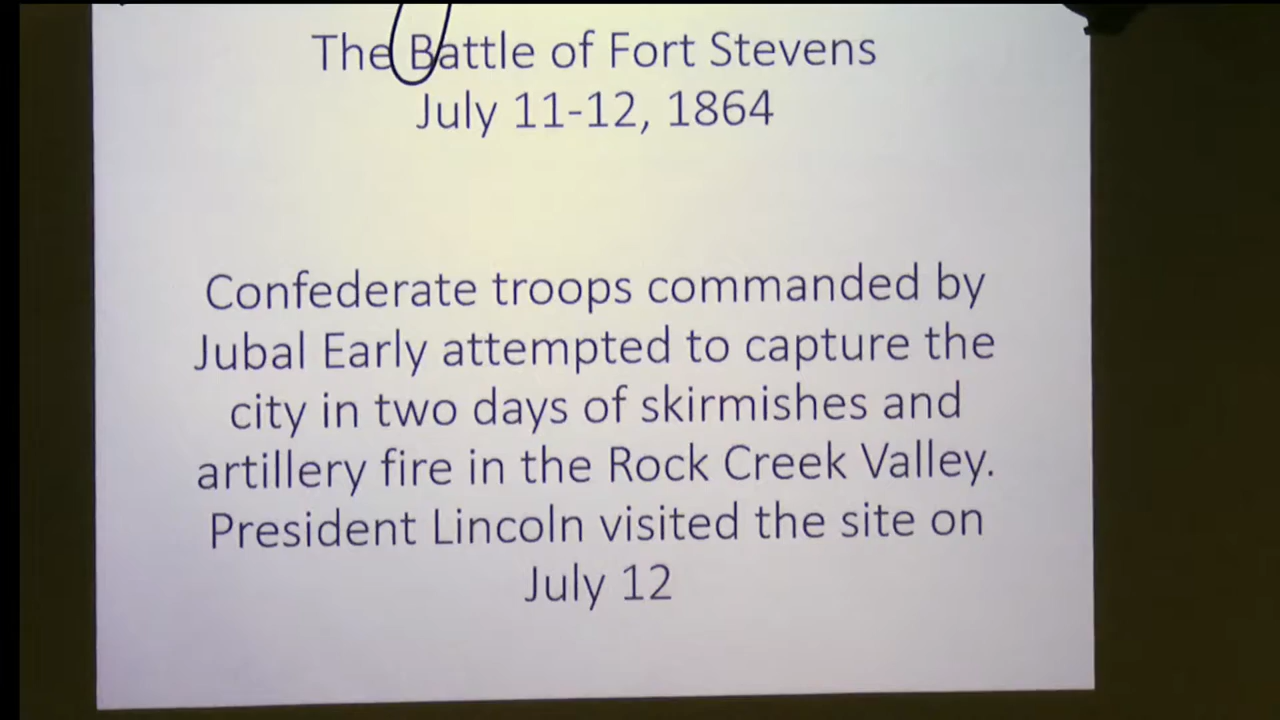 The Battle of Fort Stevens
July 11-12, 1864
Confederate troops commanded by
Jubal Early attempted to capture the
city in two days of skirmishes and
artillery fire in the Rock Creek Valley.
President Lincoln visited the site on
July 12